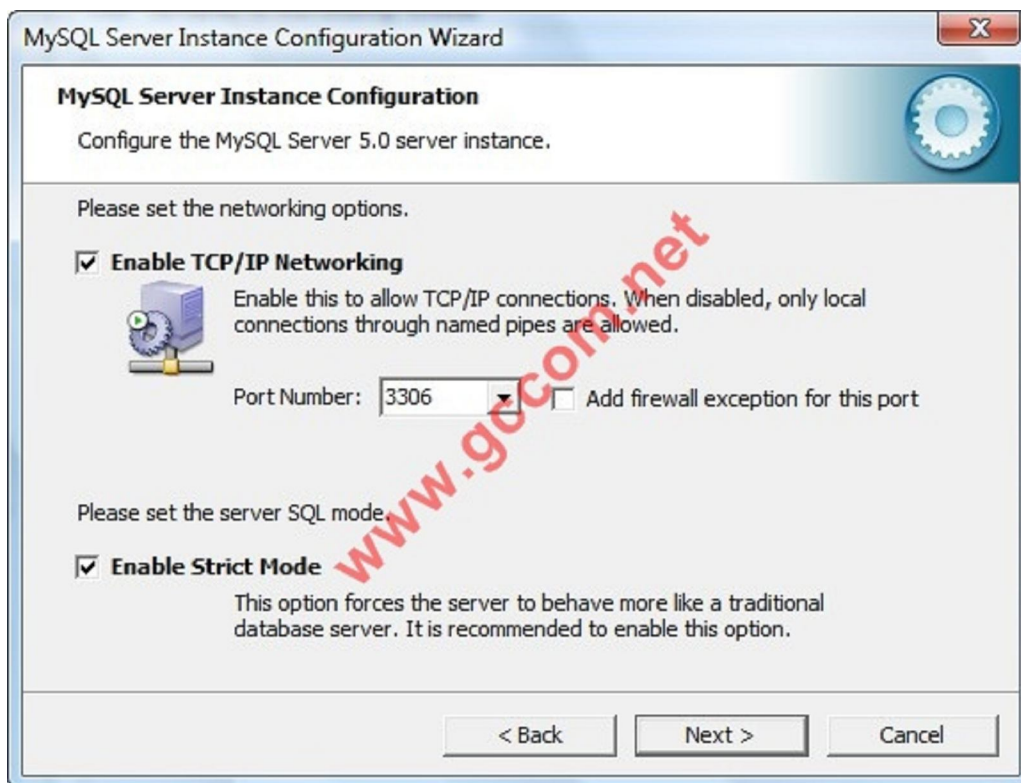 MySQL Server Instance Configuration Wizard
MySQL Server Instance Configuration
Configure the MySQL Server 5.0 server instance.
Please set the networking options.
Enable TCP/IP Networking
Enable this to allow TCP/IP connections. When disabled, only local
connections through named pipes are allowed.
Port Number: 3306 Add firewall exception for this port
Please set the server SQL mode.
Enable Strict Mode
This option forces the server to behave more like a traditional
database server. It is recommended to enable this option.
< Back Next > Cancel
www.gccom.net